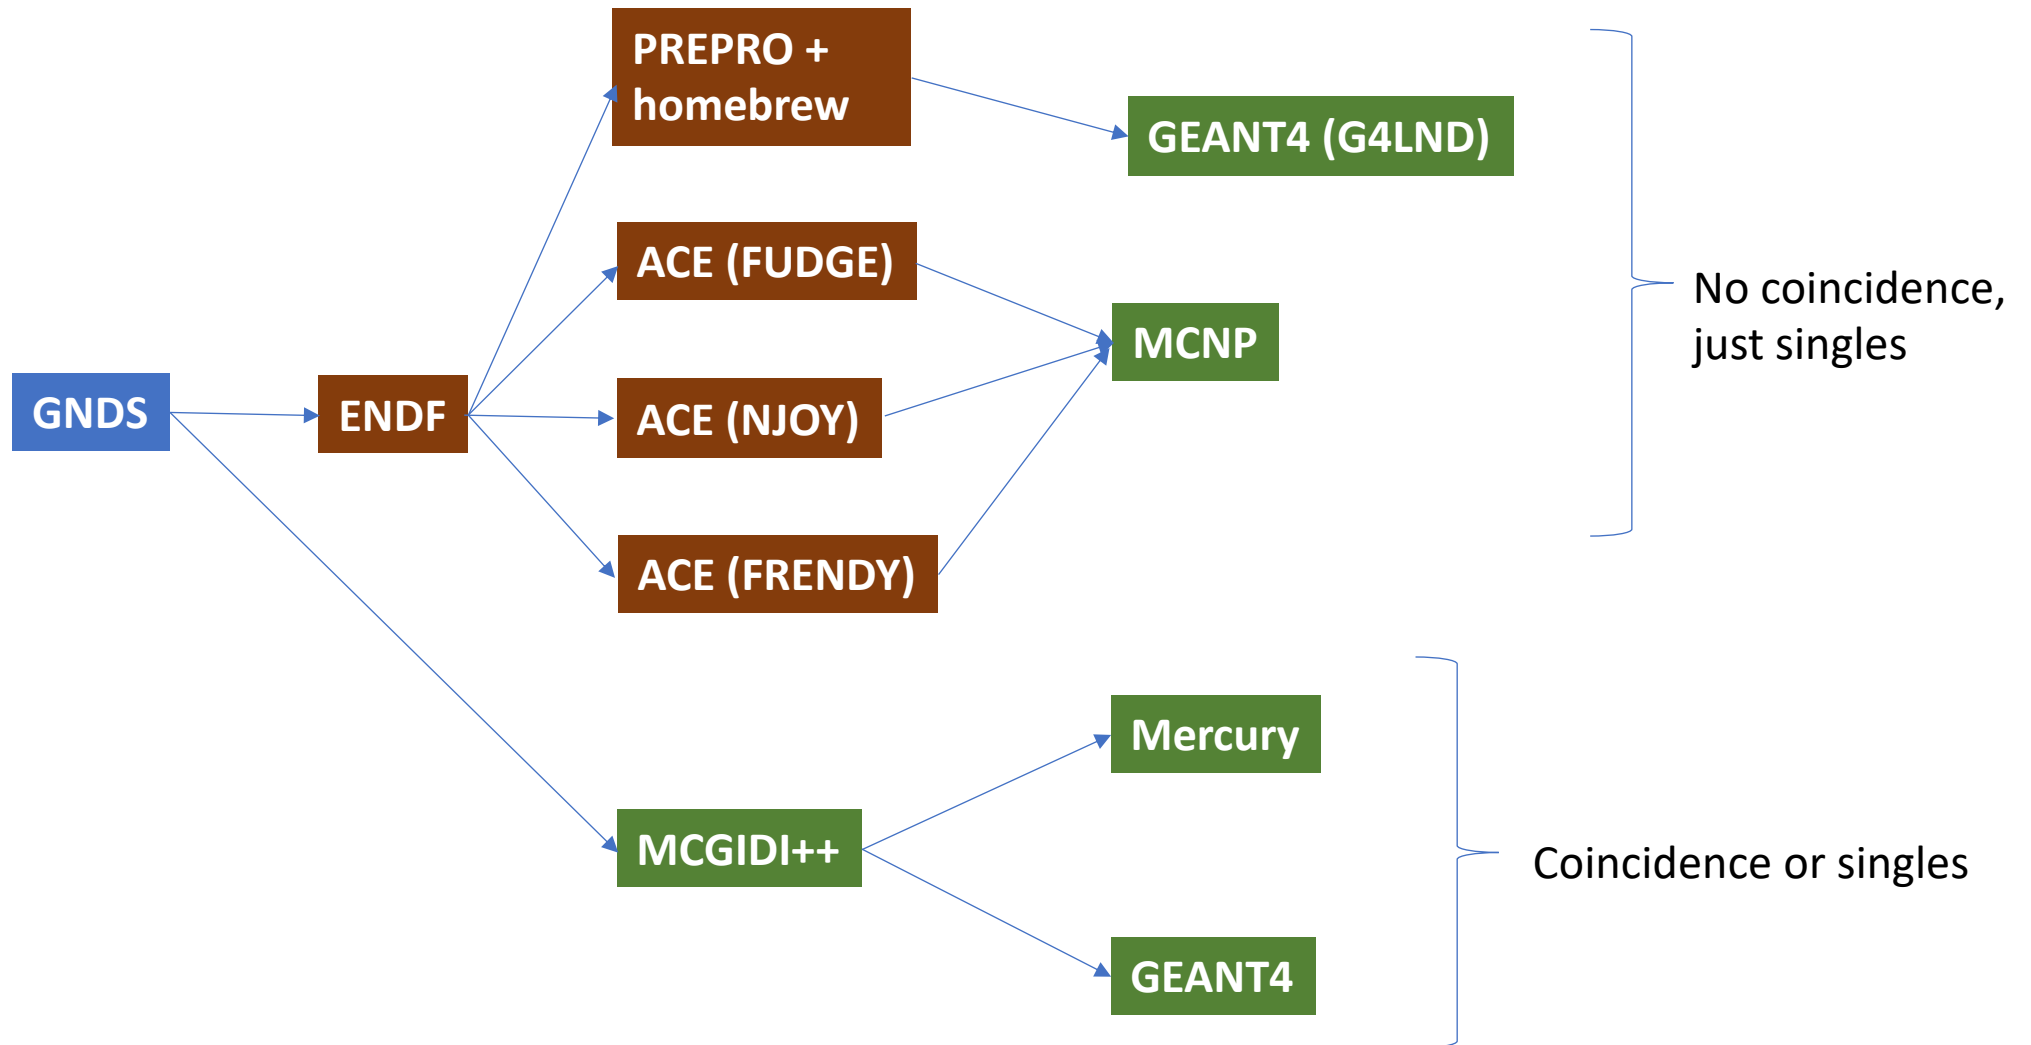 PREPRO +
homebrew
GEANT4 (G4LND)
ACE (FUDGE)
No coincidence,
just singles
MCNP
GNDS
ENDF
ACE (NJOY)
ACE (FRENDY)
Mercury
MCGIDI++
Coincidence or singles
GEANT4